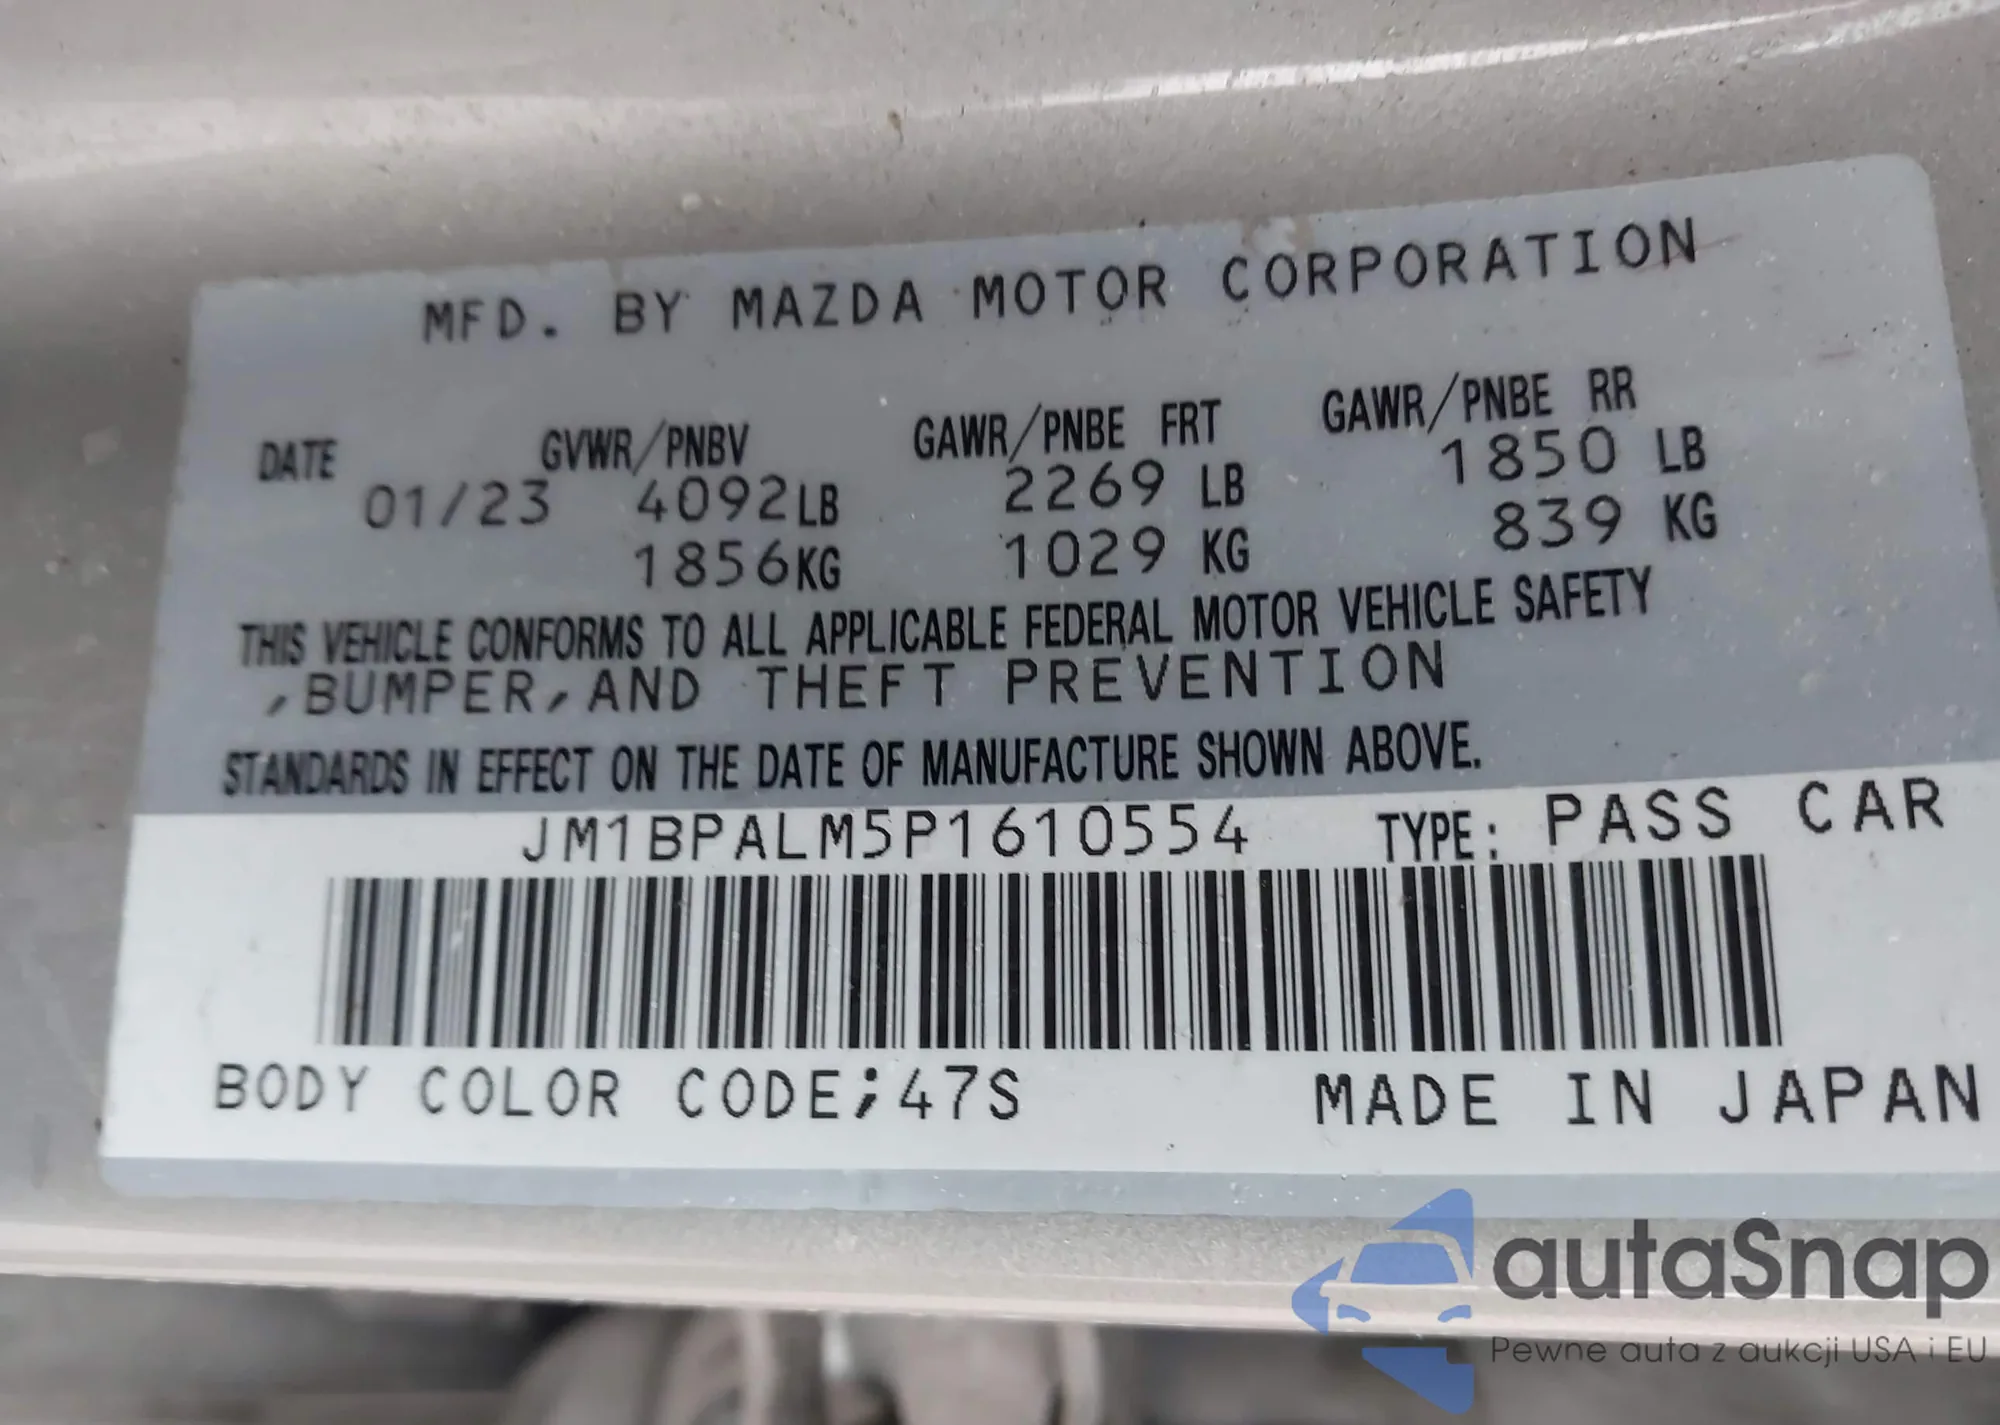 MFD. BY MAZDA MOTOR CORPORATION
DATE GVWR/PNBV GAWR/PNBE FRT GAWR/PNBE RR
01/23 4092LB 2269 LB 1850 LB
1856KG 1029 KG 839 KG
THIS VEHICLE CONFORMS TO ALL APPLICABLE FEDERAL MOTOR VEHICLE SAFETY
,BUMPER,AND THEFT PREVENTION
STANDARDS IN EFFECT ON THE DATE OF MANUFACTURE SHOWN ABOVE.
JM1BPALM5P1610554 TYPE: PASS CAR
BODY COLOR CODE;47S MADE IN JAPAN
autaSnap
Pewne auta z aukcji USA i EU